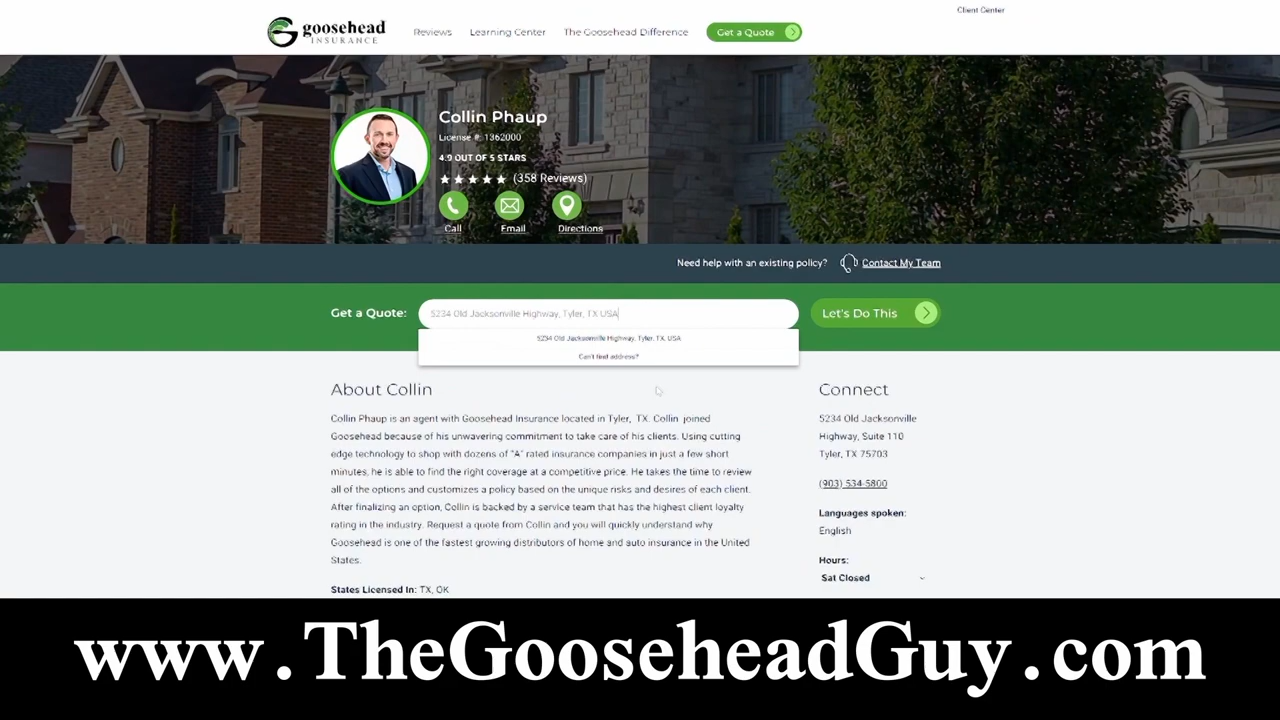 Client Center
goosehead
INSURANCE
Reviews
Learning Center
The Goosehead Difference
Get a Quote
Collin Phaup
License #: 1362000
4.9 OUT OF 5 STARS
(358 Reviews)
Call
Email
Directions
Need help with an existing policy?
Contact My Team
Get a Quote:
5234 Old Jacksonville Highway, Tyler, TX USA
Let's Do This
5234 Old Jacksonville Highway, Tyler, TX, USA
Can't find address?
About Collin
Collin Phaup is an agent with Goosehead Insurance located in Tyler, TX. Collin joined
Goosehead because of his unwavering commitment to take care of his clients. Using cutting
edge technology to shop with dozens of "A" rated insurance companies in just a few short
minutes, he is able to find the right coverage at a competitive price. He takes the time to review
all of the options and customizes a policy based on the unique risks and desires of each client.
After finalizing an option, Collin is backed by a service team that has the highest client loyalty
rating in the industry. Request a quote from Collin and you will quickly understand why
Goosehead is one of the fastest growing distributors of home and auto insurance in the United
States.
States Licensed In: TX, OK
Connect
5234 Old Jacksonville
Highway, Suite 110
Tyler, TX 75703
(903) 534-5800
Languages spoken:
English
Hours:
Sat Closed
www.TheGooseheadGuy.com